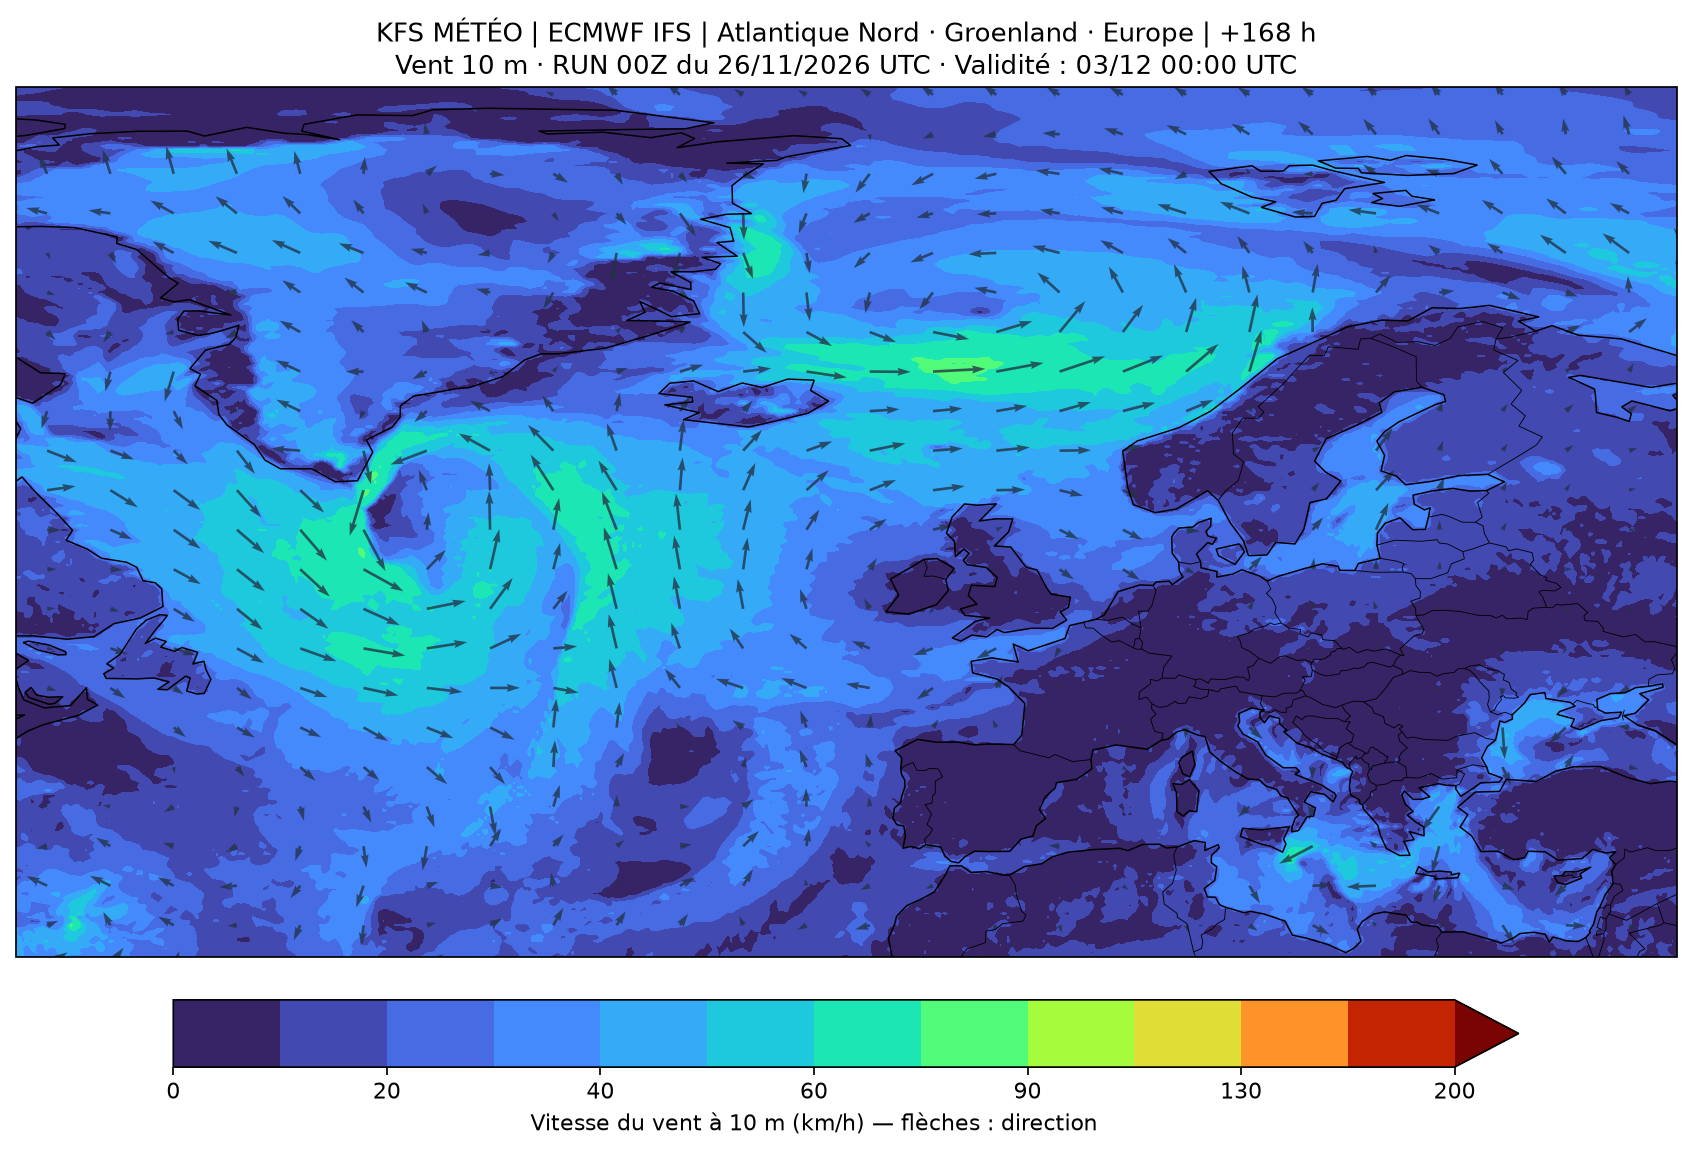 KFS MÉTÉO | ECMWF IFS | Atlantique Nord · Groenland · Europe | +168 h
Vent 10 m · RUN 00Z du 26/11/2026 UTC · Validité : 03/12 00:00 UTC
0 20 40 60 90 130 200
Vitesse du vent à 10 m (km/h) — flèches : direction